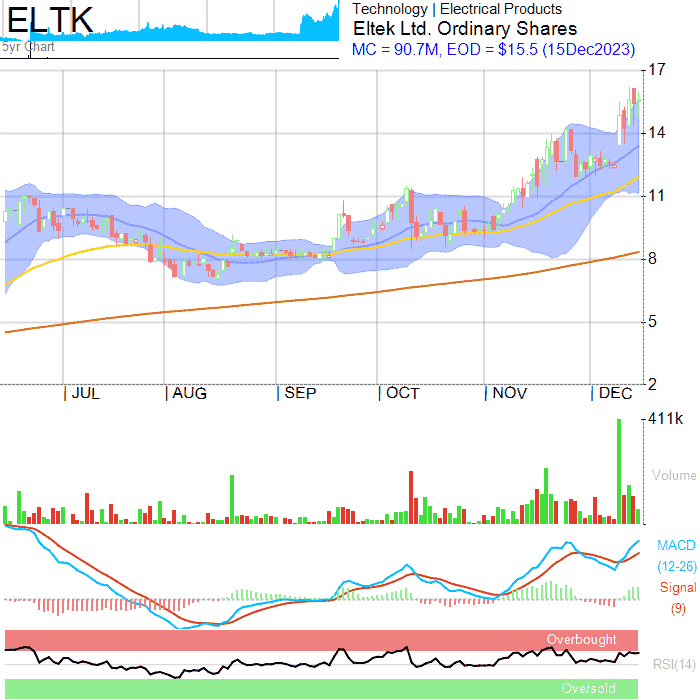 ELTK
5yr Chart
Technology | Electrical Products
Eltek Ltd. Ordinary Shares
MC = 90.7M, EOD = $15.5 (15Dec2023)
17
14
11
8
5
2
JUL
AUG
SEP
OCT
NOV
DEC
411k
Volume
MACD
(12-26)
Signal
(9)
Overbought
RSI(14)
Oversold